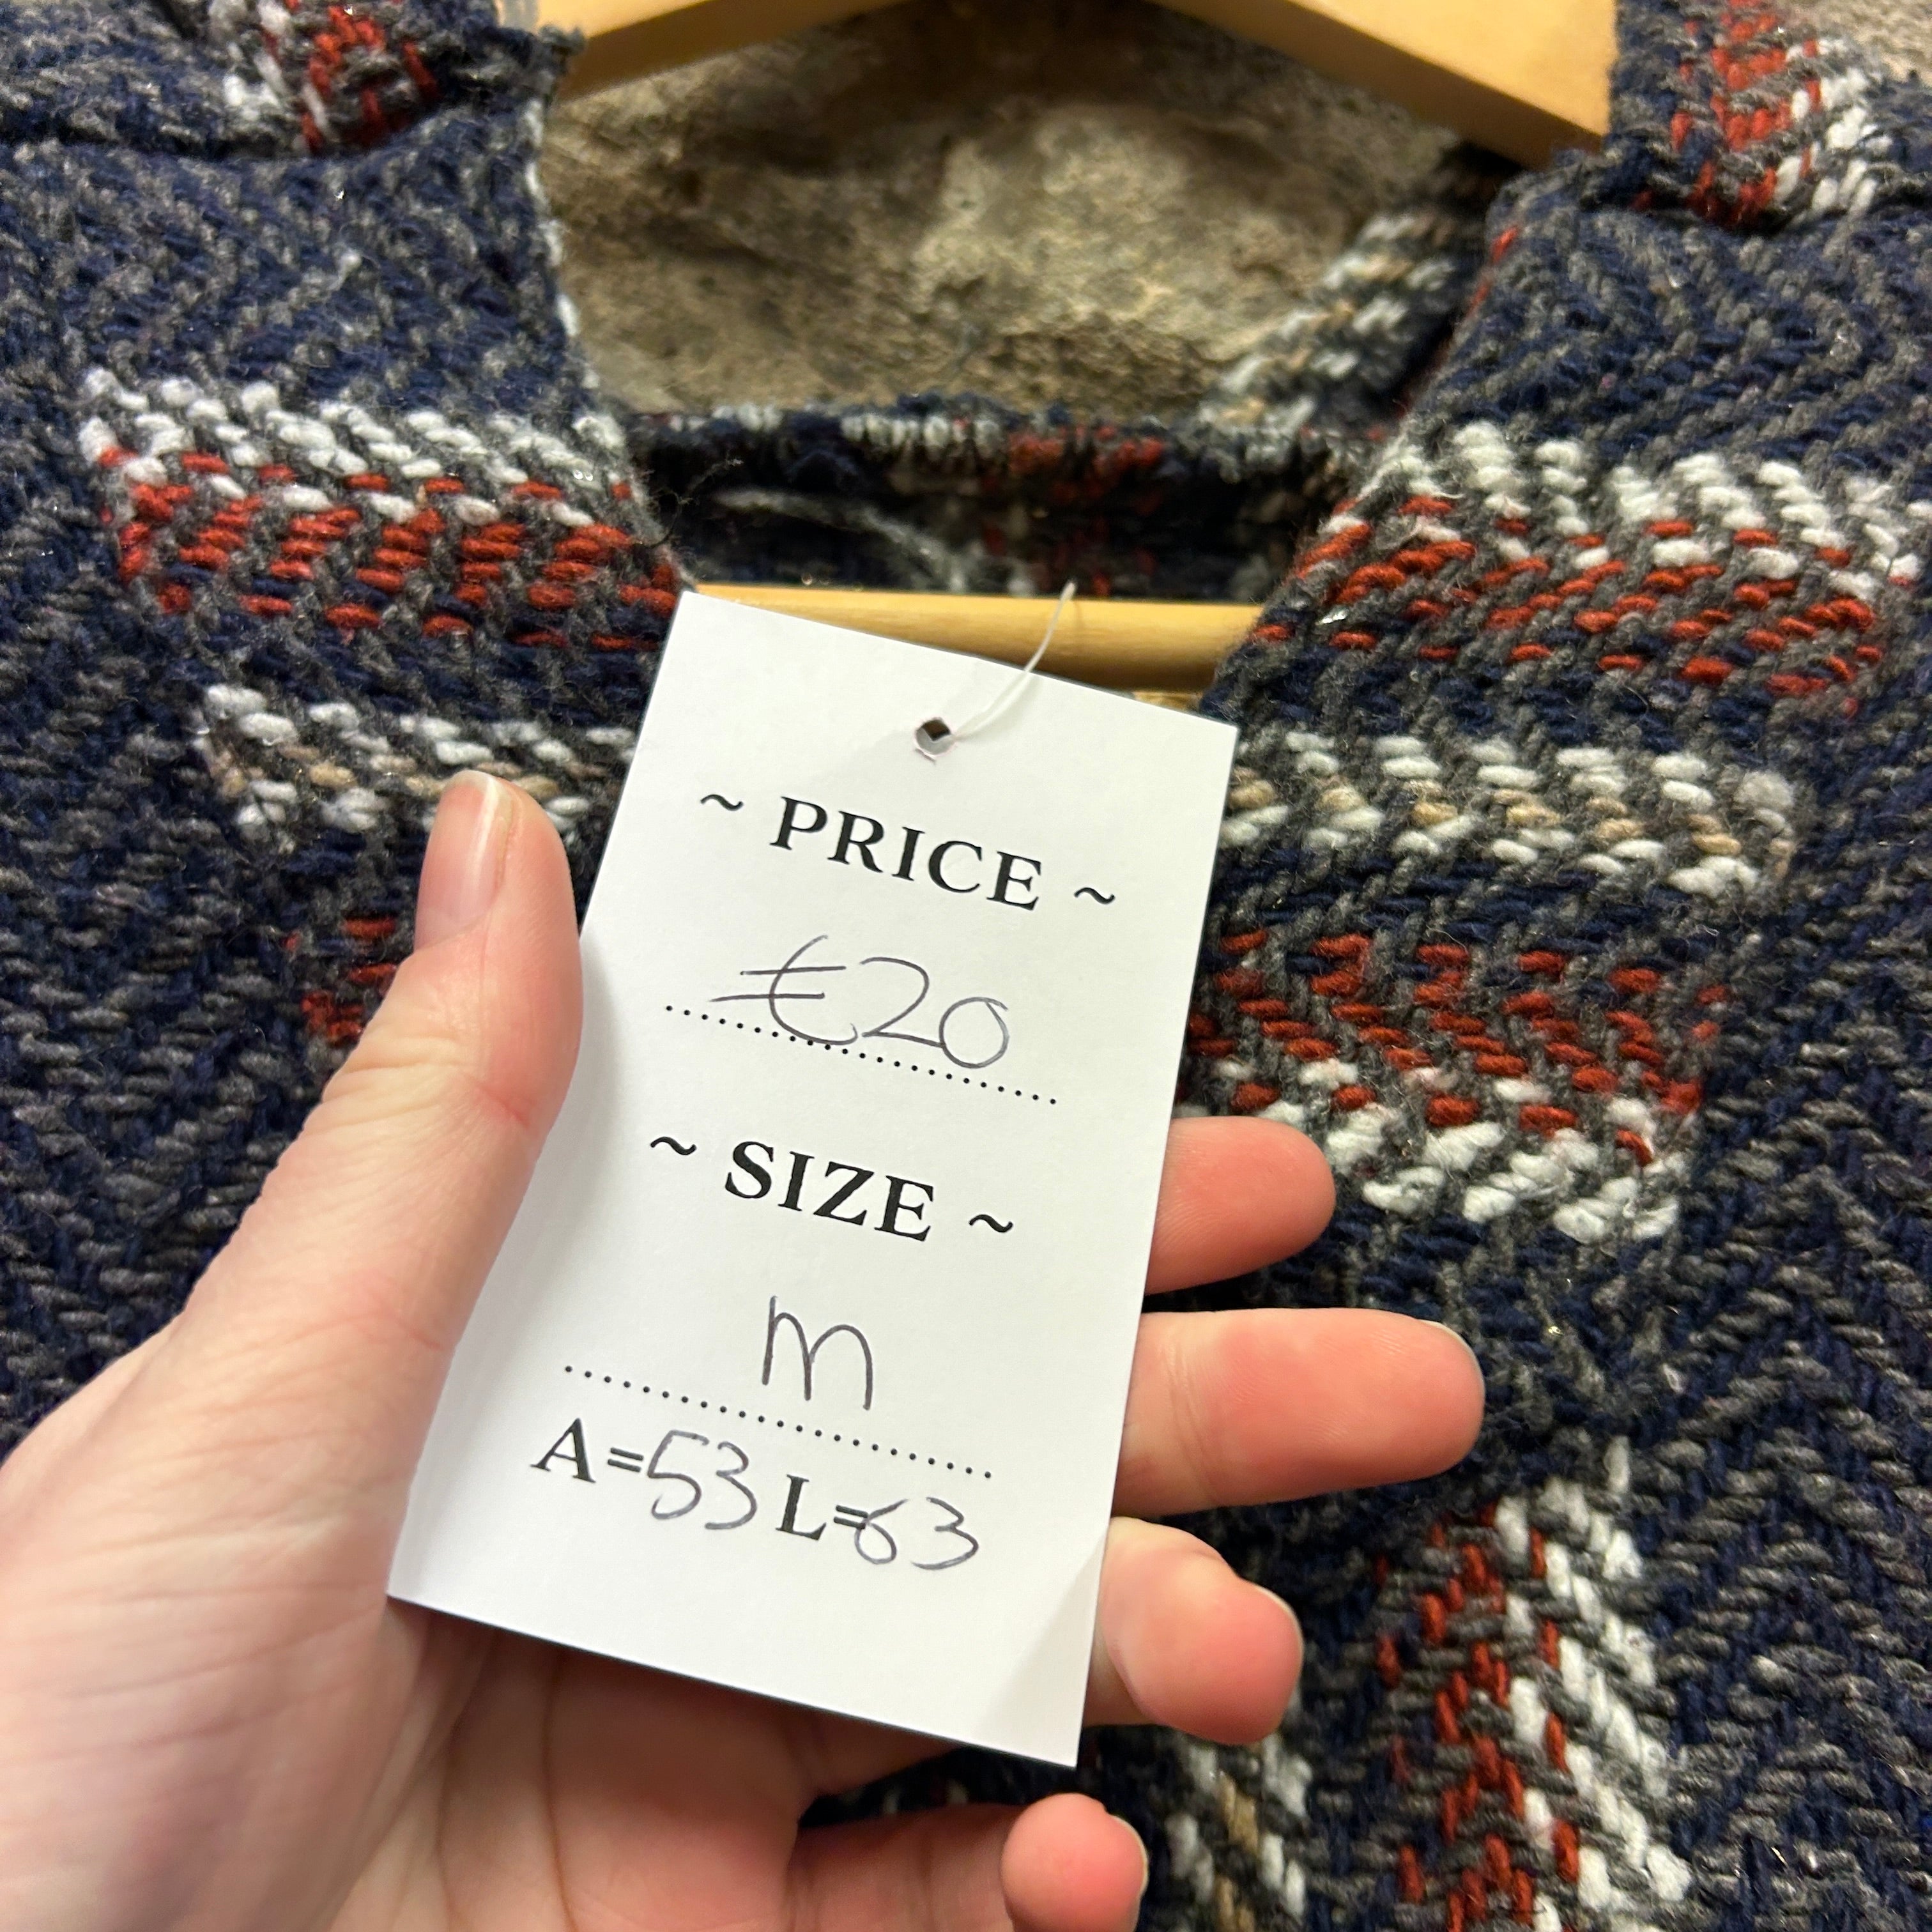 ~ PRICE ~
€20
~ SIZE ~
m
A=53 L=63